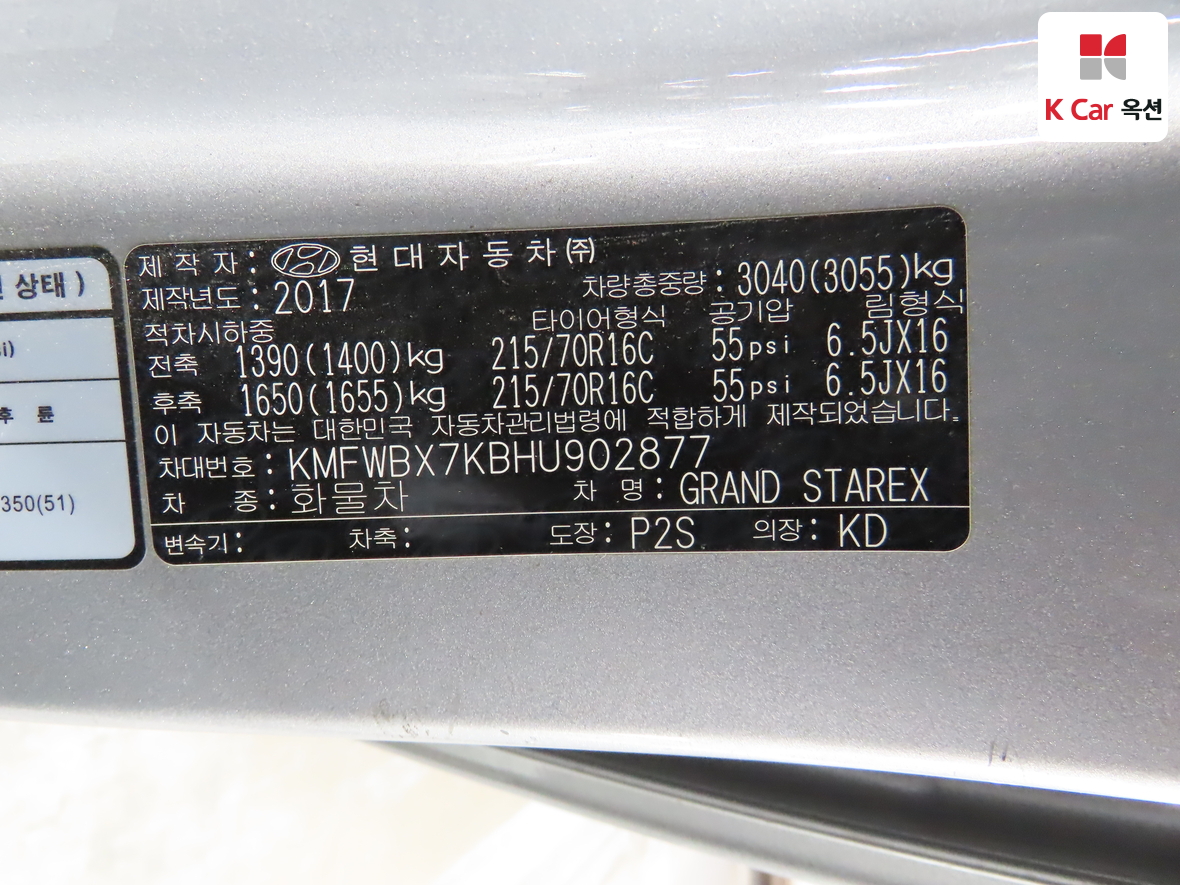 K Car 옥션
상태 )
i)
후 륜
350(51)
제 작 자 : 현 대 자 동 차 ㈜
제작년도 : 2017 차량총중량 : 3040(3055)kg
적차시하중 타이어형식 공기압 림형식
전축 1390(1400)kg 215/70R16C 55psi 6.5JX16
후축 1650(1655)kg 215/70R16C 55psi 6.5JX16
이 자동차는 대한민국 자동차관리법령에 적합하게 제작되었습니다.
차대번호 : KMFWBX7KBHU902877
차 종 : 화물차 차 명 : GRAND STAREX
변속기 : 차축 : 도장 : P2S 의장 : KD